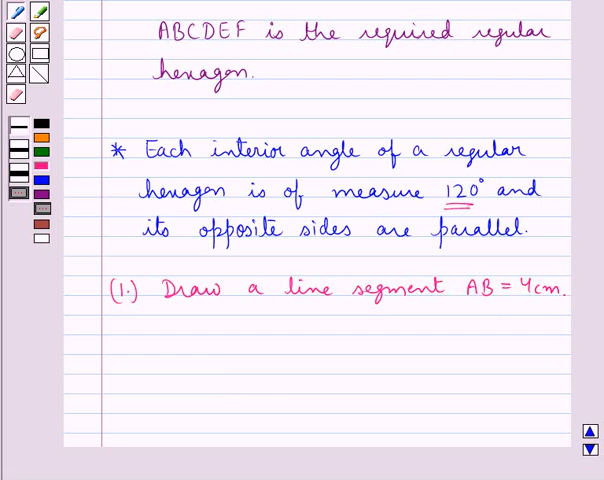 ABCDEF is the required regular
hexagon.
* Each interior angle of a regular
hexagon is of measure 120° and
its opposite sides are parallel.
(1.) Draw a line segment AB = 4cm.